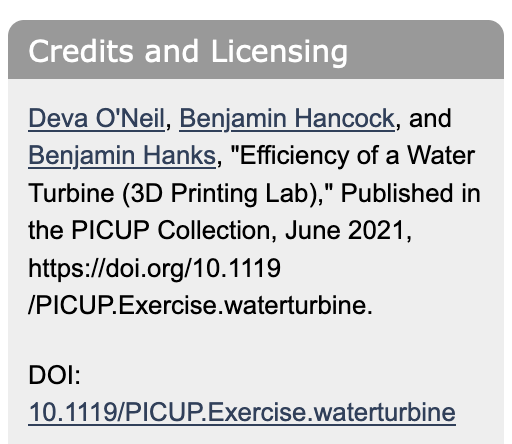 Credits and Licensing
Deva O'Neil, Benjamin Hancock, and
Benjamin Hanks, "Efficiency of a Water
Turbine (3D Printing Lab)," Published in
the PICUP Collection, June 2021,
https://doi.org/10.1119
/PICUP.Exercise.waterturbine.
DOI:
10.1119/PICUP.Exercise.waterturbine